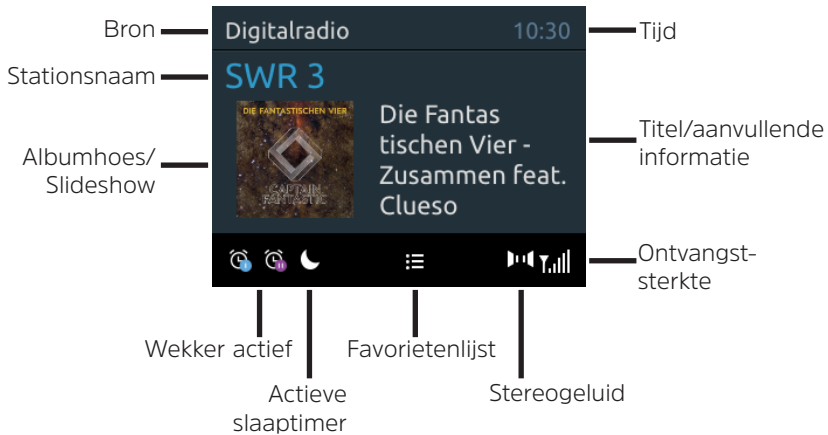 Bron
Digitalradio
10:30
Tijd
Stationsnaam
SWR 3
Albumhoes/
Slideshow
DIE FANTASTISCHEN VIER
CAPTAIN
FANTASTIC
Die Fantas
tischen Vier -
Zusammen feat.
Clueso
Titel/aanvullende
informatie
Ontvangst-
sterkte
Wekker actief
Favorietenlijst
Actieve
slaaptimer
Stereogeluid